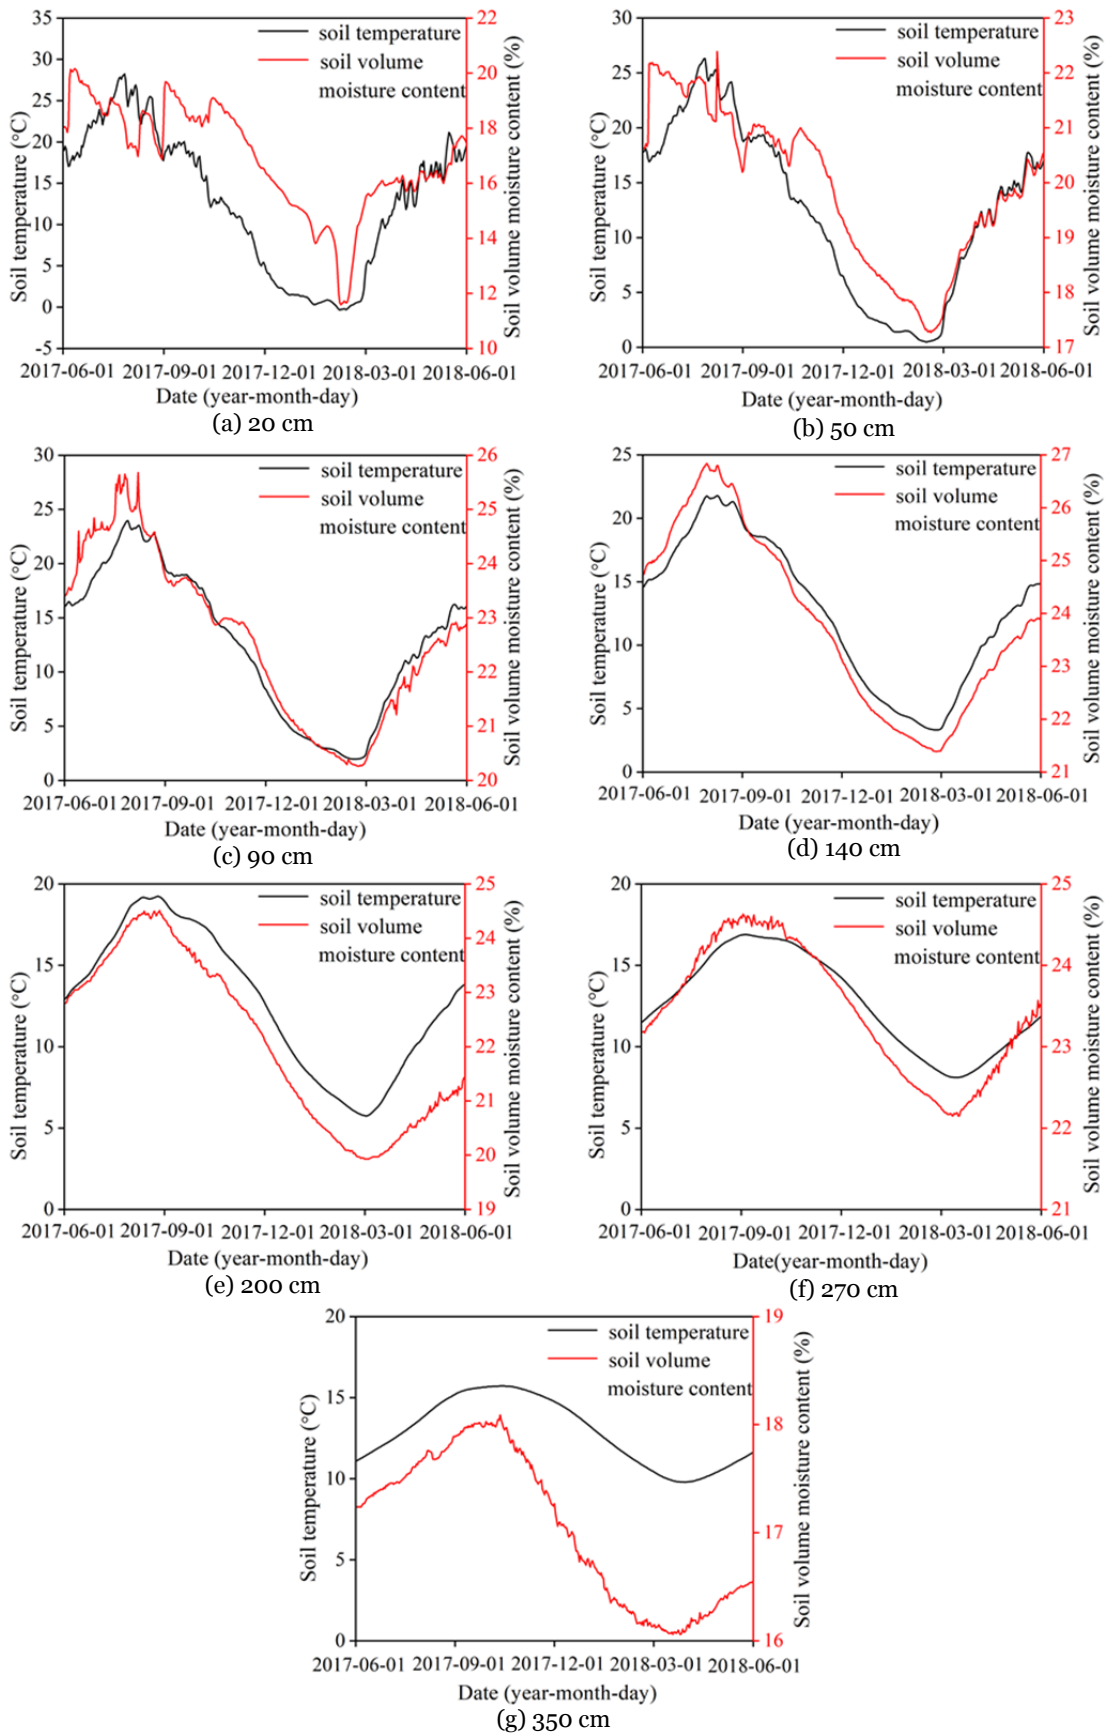 35
30
25
20
15
10
5
0
-5
Soil temperature (°C)
soil temperature
soil volume
moisture content
22
20
18
16
14
12
10
Soil volume moisture content (%)
2017-06-01 2017-09-01 2017-12-01 2018-03-01 2018-06-01
Date (year-month-day)
(a) 20 cm
30
25
20
15
10
5
0
Soil temperature (°C)
soil temperature
soil volume
moisture content
23
22
21
20
19
18
17
Soil volume moisture content (%)
2017-06-01 2017-09-01 2017-12-01 2018-03-01 2018-06-01
Date (year-month-day)
(b) 50 cm
30
25
20
15
10
5
0
Soil temperature (°C)
soil temperature
soil volume
moisture content
26
25
24
23
22
21
20
Soil volume moisture content (%)
2017-06-01 2017-09-01 2017-12-01 2018-03-01 2018-06-01
Date (year-month-day)
(c) 90 cm
25
20
15
10
5
0
Soil temperature (°C)
soil temperature
soil volume
moisture content
27
26
25
24
23
22
21
Soil volume moisture content (%)
2017-06-01 2017-09-01 2017-12-01 2018-03-01 2018-06-01
Date (year-month-day)
(d) 140 cm
20
15
10
5
0
Soil temperature (°C)
soil temperature
soil volume
moisture content
25
24
23
22
21
20
19
Soil volume moisture content (%)
2017-06-01 2017-09-01 2017-12-01 2018-03-01 2018-06-01
Date (year-month-day)
(e) 200 cm
20
15
10
5
0
Soil temperature (°C)
soil temperature
soil volume
moisture content
25
24
23
22
21
Soil volume moisture content (%)
2017-06-01 2017-09-01 2017-12-01 2018-03-01 2018-06-01
Date(year-month-day)
(f) 270 cm
20
15
10
5
0
Soil temperature (°C)
soil temperature
soil volume
moisture content
19
18
17
16
Soil volume moisture content (%)
2017-06-01 2017-09-01 2017-12-01 2018-03-01 2018-06-01
Date (year-month-day)
(g) 350 cm